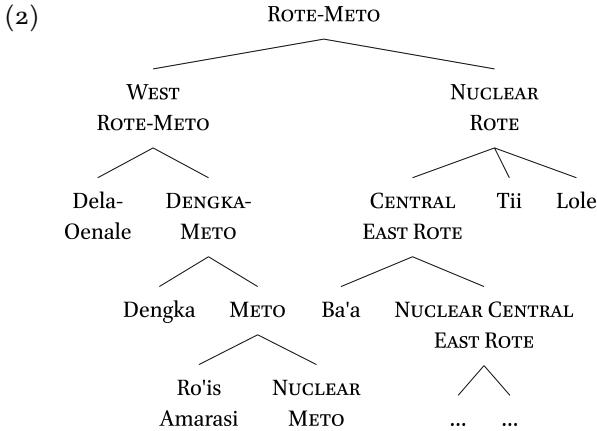 (2)
ROTE-METO
WEST
ROTE-METO
NUCLEAR
ROTE
Dela-
Oenale
DENGKA-
METO
CENTRAL
EAST ROTE
Tii
Lole
Dengka
METO
Ba'a
NUCLEAR CENTRAL
EAST ROTE
Ro'is
Amarasi
NUCLEAR
METO
...
...